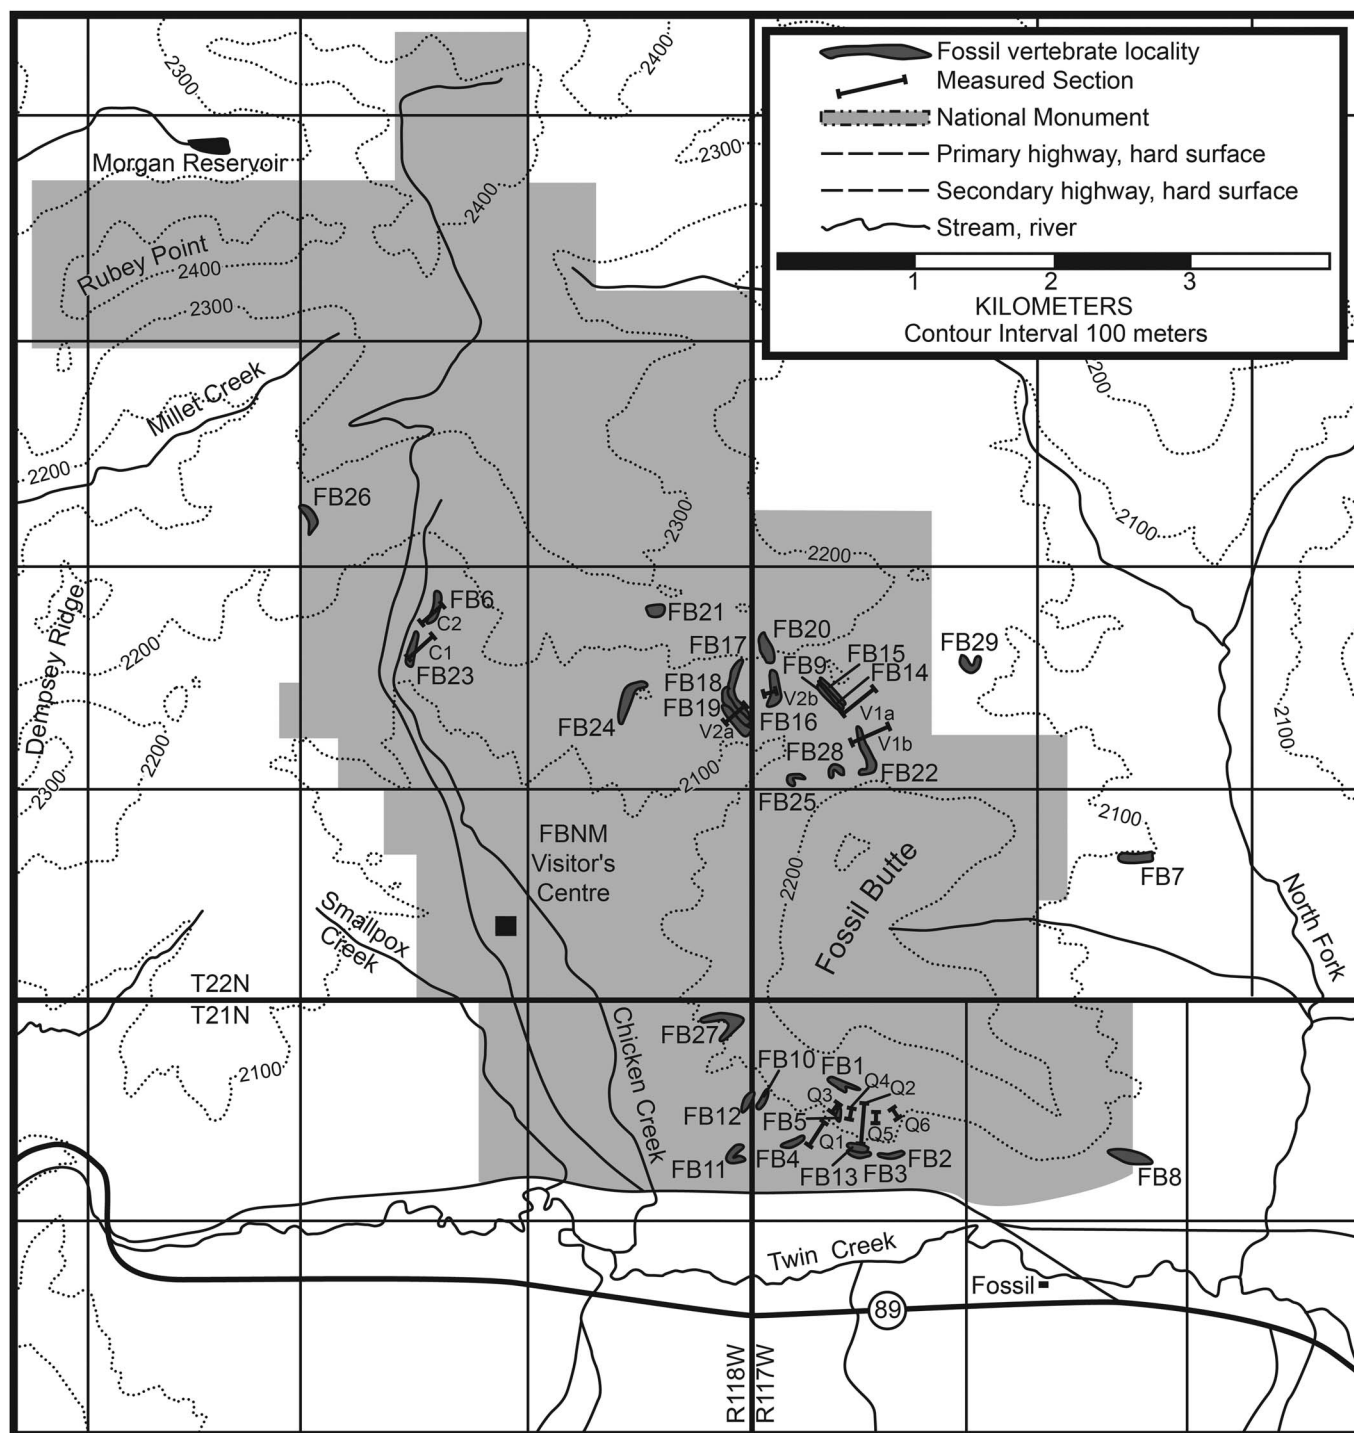 2300
2400
Fossil vertebrate locality
Measured Section
National Monument
Primary highway, hard surface
Secondary highway, hard surface
Stream, river
1 2 3
KILOMETERS
Contour Interval 100 meters
Morgan Reservoir
2300
2400
Rubey Point
2400
2300
Millet Creek
2200
2200
2100
FB26
2300
2200
Dempsey Ridge
2200
2200
2300
FB6
C2
C1
FB23
FB21
FB20
FB17
FB18
FB19
V2a
FB24
FB9
FB15
FB14
V2b
FB16
V1a
V1b
FB28
FB22
FB25
FB29
2100
2100
2100
FB7
FBNM
Visitor's
Centre
2200
Fossil Butte
North Fork
Smallpox
Creek
T22N
T21N
2100
Chicken Creek
FB27
FB10
FB12
FB11
FB1
Q4
Q2
Q3
FB5
Q1
Q5
Q6
FB4
FB13
FB3
FB2
FB8
Twin Creek
Fossil
89
R118W
R117W